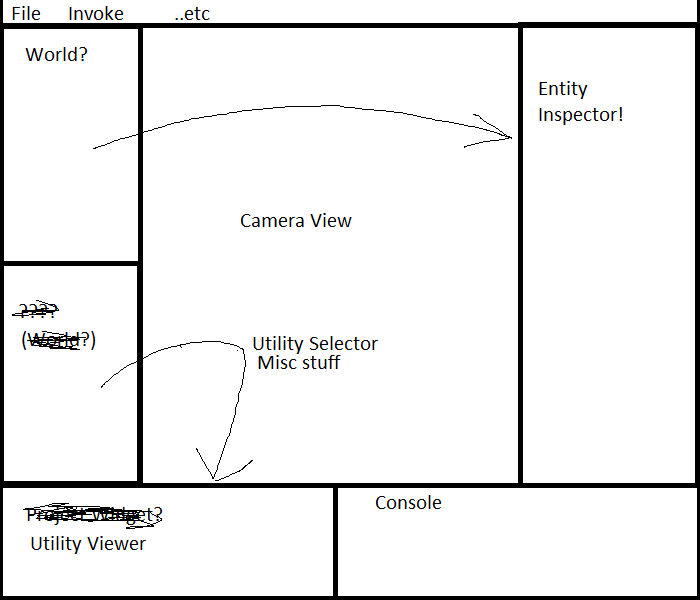 File Invoke ..etc
World?
Entity
Inspector!
Camera View
????
(World?)
Utility Selector
Misc stuff
Project Widget?
Utility Viewer
Console